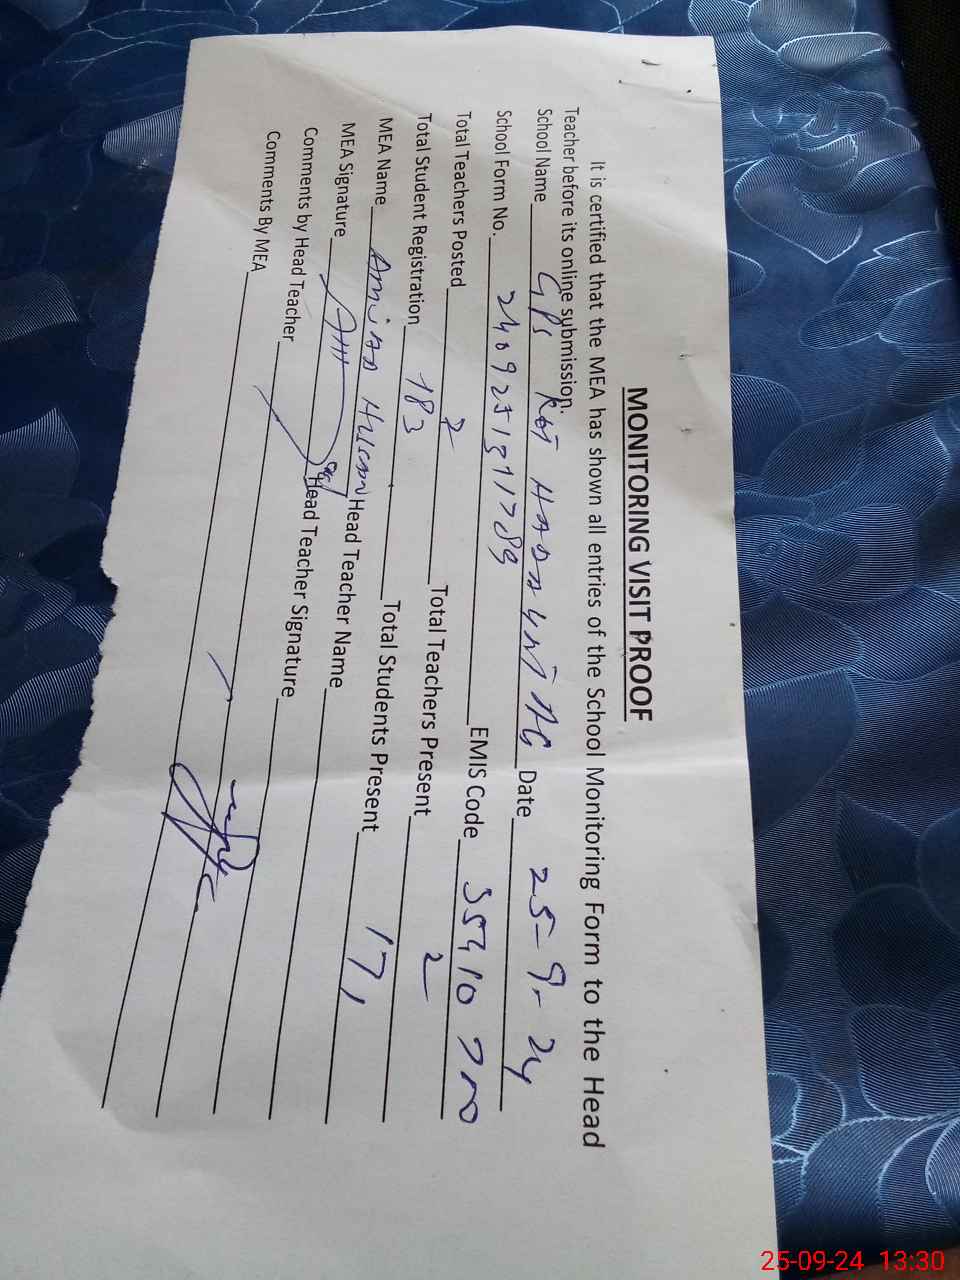 MONITORING VISIT PROOF
It is certified that the MEA has shown all entries of the School Monitoring Form to the Head
Teacher before its online submission.
School Name GPS KOT Date 25-9-24
School Form No. EMIS Code
Total Teachers Posted 2 Total Teachers Present 2
Total Student Registration 183 Total Students Present 171
MEA Name Amjad Hussain Head Teacher Name
MEA Signature Head Teacher Signature
Comments by Head Teacher
Comments By MEA
25-09-24 13:30